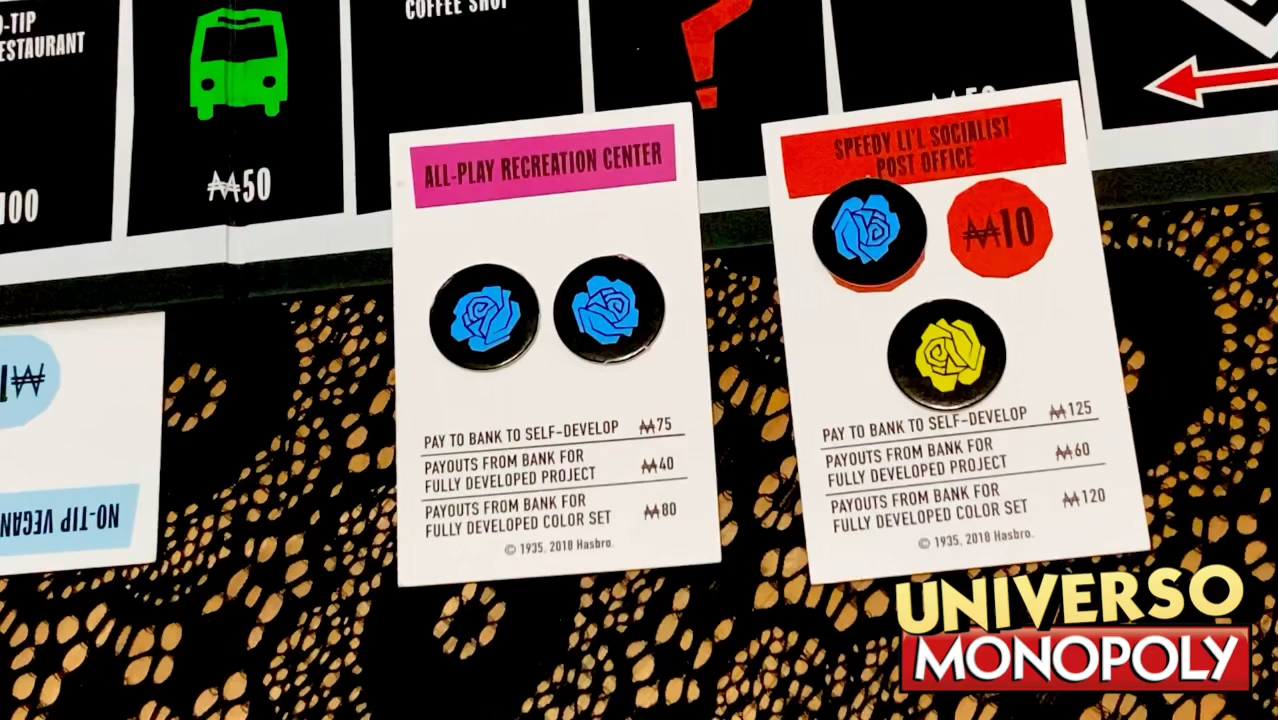 COFFEE SHOP
₩50
ALL-PLAY RECREATION CENTER
PAY TO BANK TO SELF-DEVELOP ₩75
PAYOUTS FROM BANK FOR
FULLY DEVELOPED PROJECT ₩40
PAYOUTS FROM BANK FOR
FULLY DEVELOPED COLOR SET ₩80
© 1935, 2018 Hasbro.
SPEEDY LI'L SOCIALIST
POST OFFICE
₩10
PAY TO BANK TO SELF-DEVELOP ₩125
PAYOUTS FROM BANK FOR
FULLY DEVELOPED PROJECT ₩60
PAYOUTS FROM BANK FOR
FULLY DEVELOPED COLOR SET ₩120
© 1935, 2018 Hasbro.
NO-TIP VEGAN
UNIVERSO
MONOPOLY